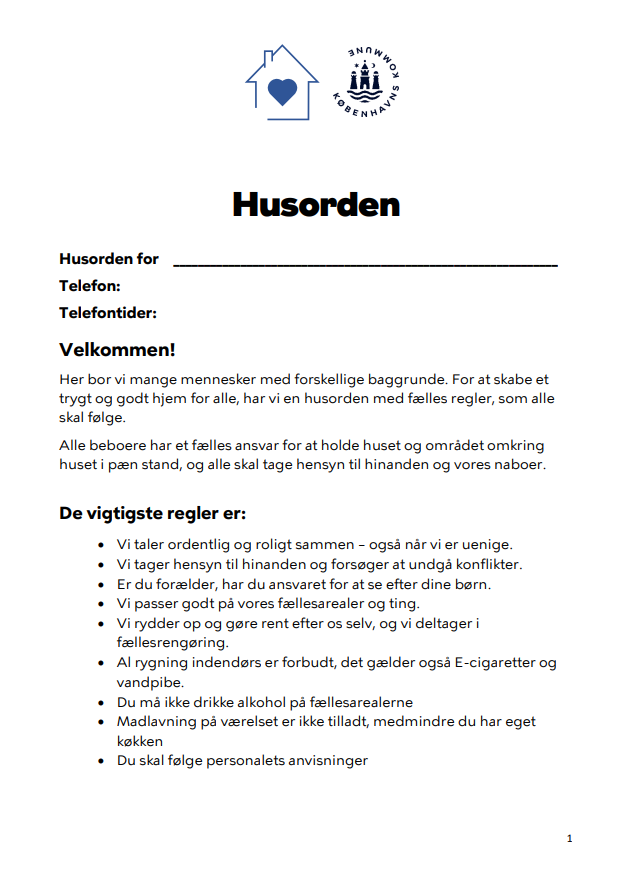 KØBENHAVNS KOMMUNE
Husorden
Husorden for ______________________________________________
Telefon:
Telefontider:
Velkommen!
Her bor vi mange mennesker med forskellige baggrunde. For at skabe et
trygt og godt hjem for alle, har vi en husorden med fælles regler, som alle
skal følge.
Alle beboere har et fælles ansvar for at holde huset og området omkring
huset i pæn stand, og alle skal tage hensyn til hinanden og vores naboer.
De vigtigste regler er:
• Vi taler ordentlig og roligt sammen – også når vi er uenige.
• Vi tager hensyn til hinanden og forsøger at undgå konflikter.
• Er du forælder, har du ansvaret for at se efter dine børn.
• Vi passer godt på vores fællesarealer og ting.
• Vi rydder op og gøre rent efter os selv, og vi deltager i
fællesrengøring.
• Al rygning indendørs er forbudt, det gælder også E-cigaretter og
vandpibe.
• Du må ikke drikke alkohol på fællesarealerne
• Madlavning på værelset er ikke tilladt, medmindre du har eget
køkken
• Du skal følge personalets anvisninger
1